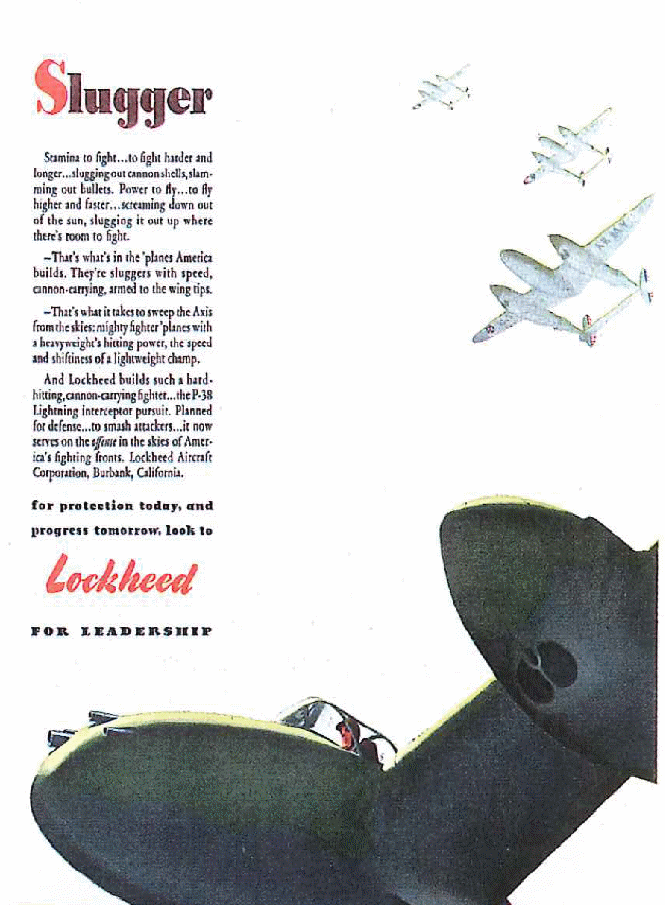 Slugger
Stamina to fight...to fight harder and
longer...slugging out cannon shells, slam-
ming out bullets. Power to fly...to fly
higher and faster...screaming down out
of the sun, slugging it out up where
there's room to fight.
—That's what's in the 'planes America
builds. They're sluggers with speed,
cannon-carrying, armed to the wing tips.
—That's what it takes to sweep the Axis
from the skies: mighty fighter 'planes with
a heavyweight's hitting power, the speed
and shiftiness of a lightweight champ.
And Lockheed builds such a hard-
hitting, cannon-carrying fighter...the P-38
Lightning interceptor pursuit. Planned
for defense...to smash attackers...it now
serves on the offense in the skies of Amer-
ica's fighting fronts. Lockheed Aircraft
Corporation, Burbank, California.
for protection today, and
progress tomorrow, look to
Lockheed
FOR LEADERSHIP
ARMY